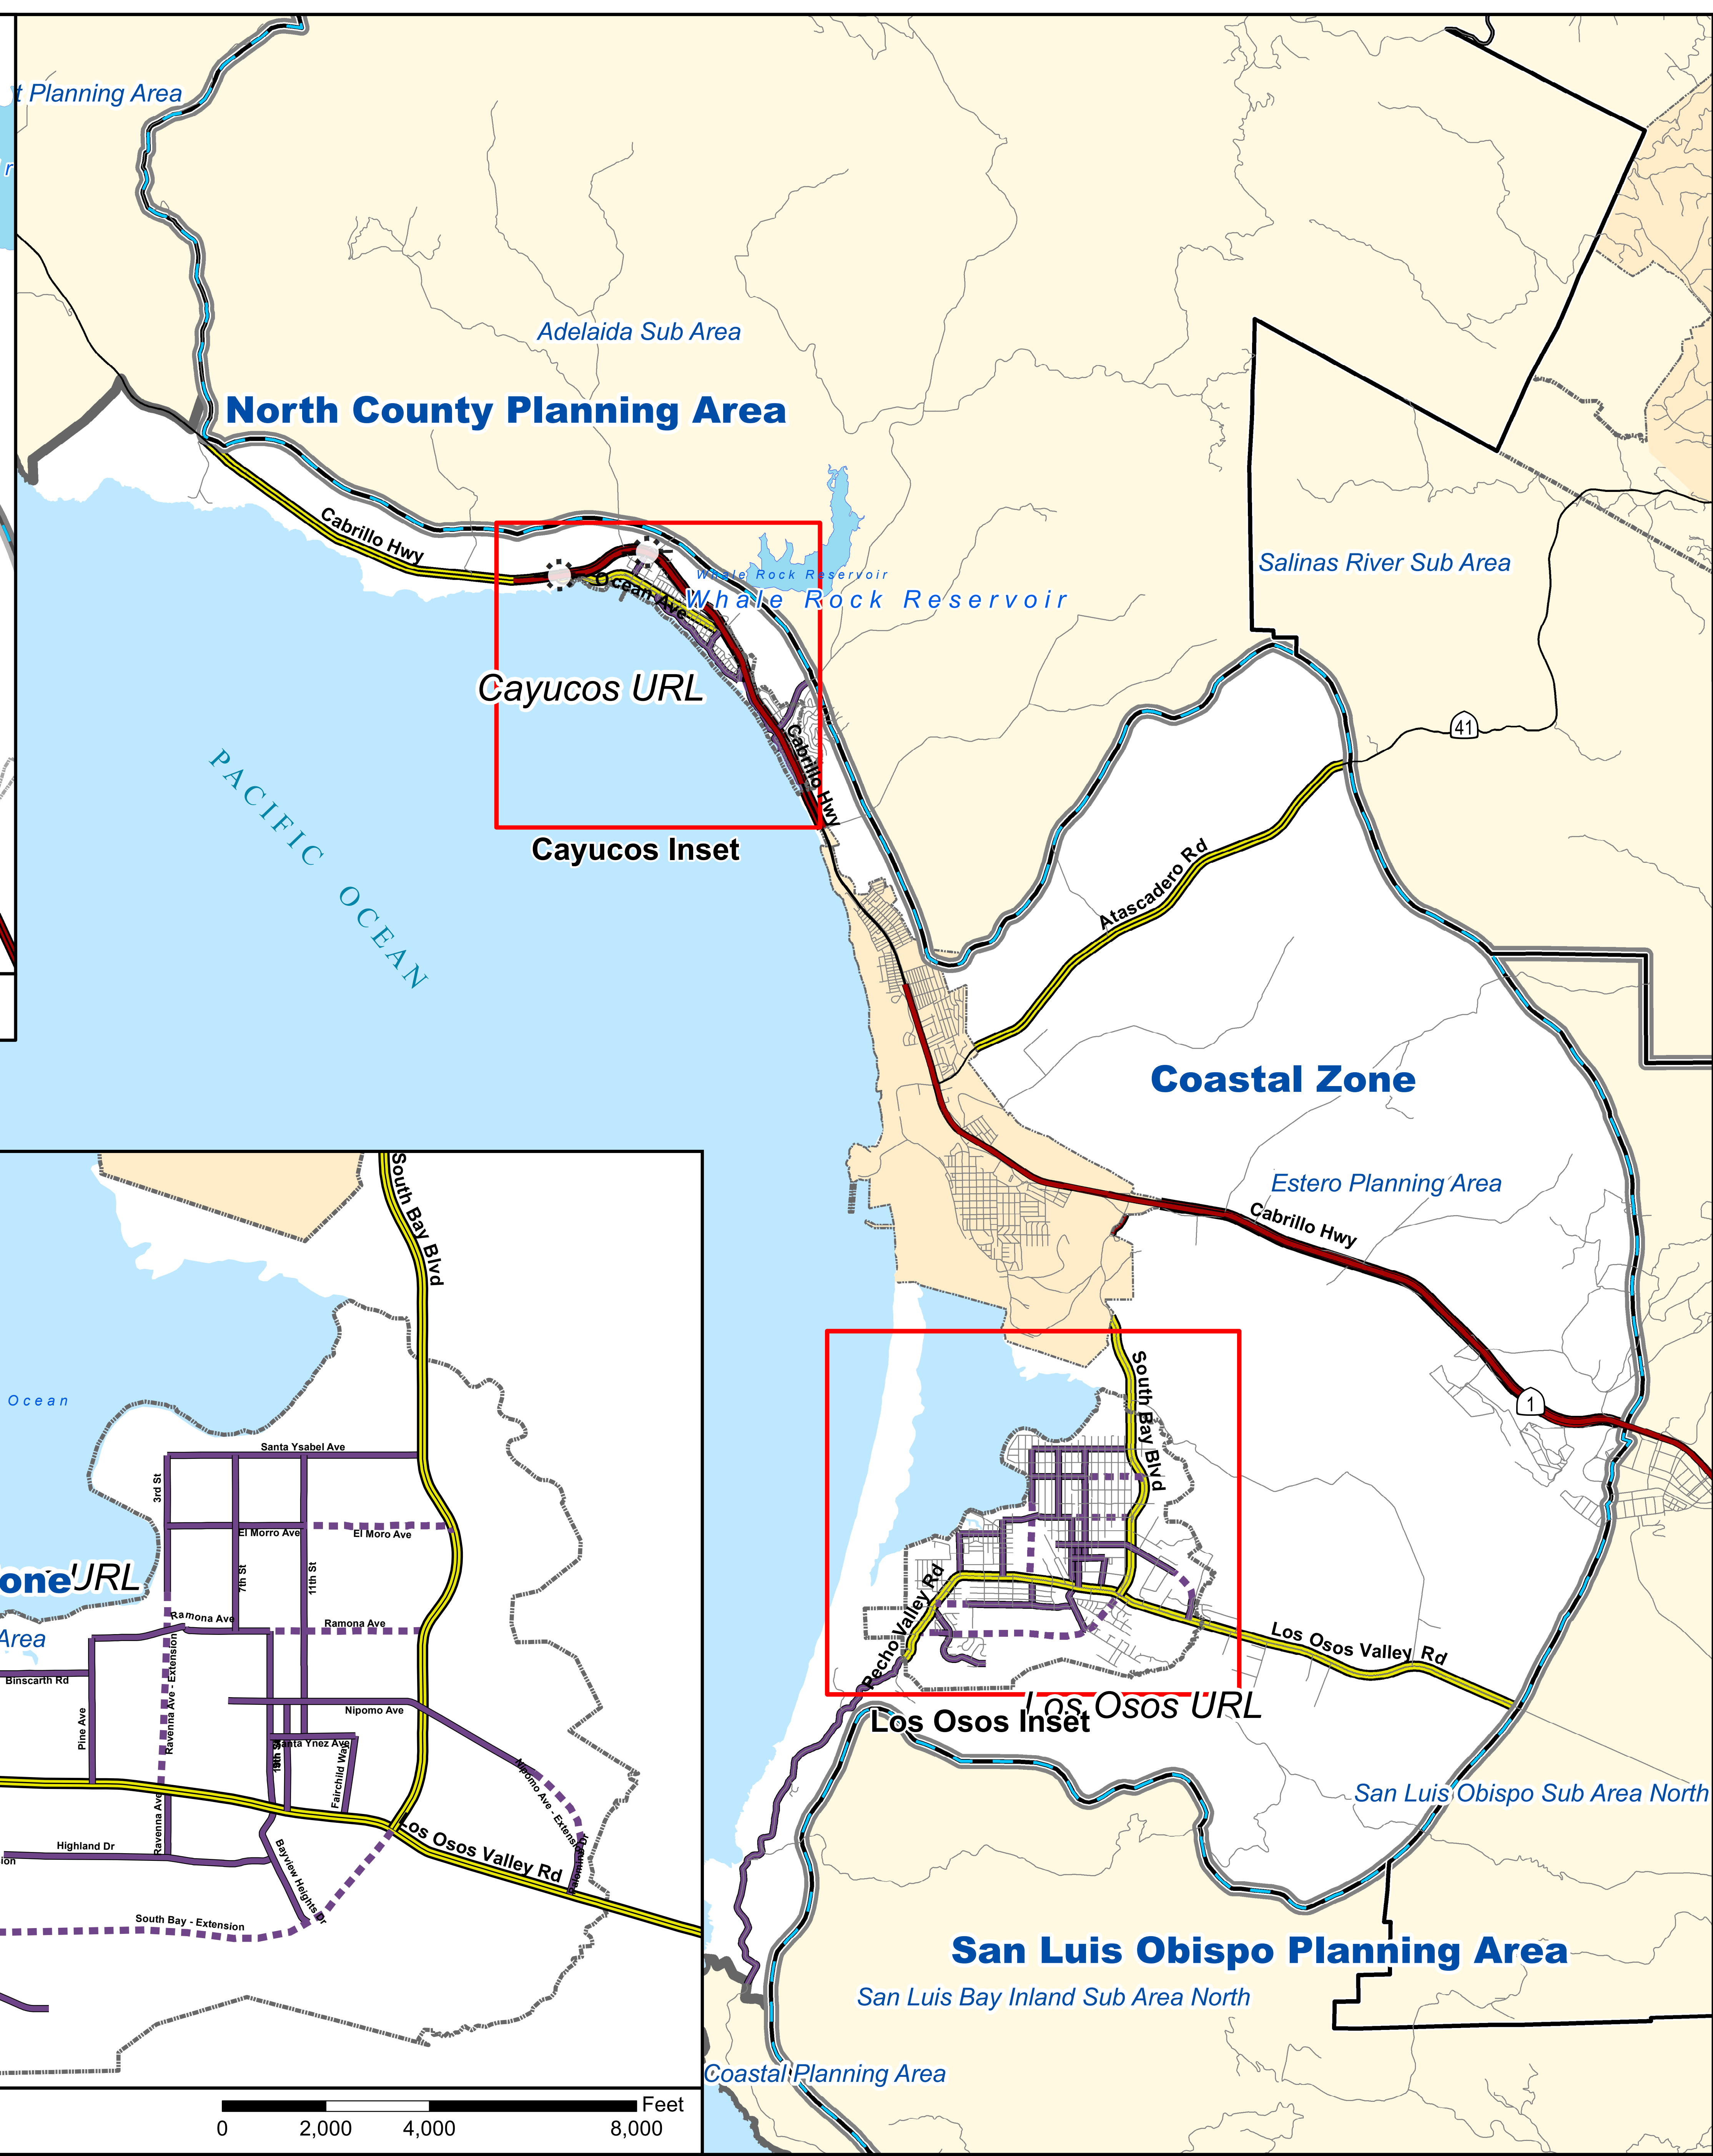 t Planning Area
r
Adelaida Sub Area
North County Planning Area
Cabrillo Hwy
Ocean Ave
Whale Rock Reservoir
Whale Rock Reservoir
Salinas River Sub Area
Cayucos URL
41
Cabrillo Hwy
PACIFIC OCEAN
Cayucos Inset
Atascadero Rd
Coastal Zone
Estero Planning Area
Cabrillo Hwy
1
South Bay Blvd
Pecho Valley Rd
Los Osos Valley Rd
Los Osos URL
Los Osos Inset
San Luis Obispo Sub Area North
San Luis Obispo Planning Area
San Luis Bay Inland Sub Area North
Coastal Planning Area
South Bay Blvd
Ocean
Santa Ysabel Ave
3rd St
El Morro Ave
El Moro Ave
7th St
11th St
one
URL
Area
Ramona Ave
Ramona Ave
Ravenna Ave - Extension
Binscarth Rd
Pine Ave
Nipomo Ave
Santa Ynez Ave
Fairchild Way
Nipomo Ave - Extension
Palomino Dr
Ravenna Ave
Los Osos Valley Rd
Highland Dr
ion
Bayview Heights Dr
South Bay - Extension
Feet
0 2,000 4,000 8,000